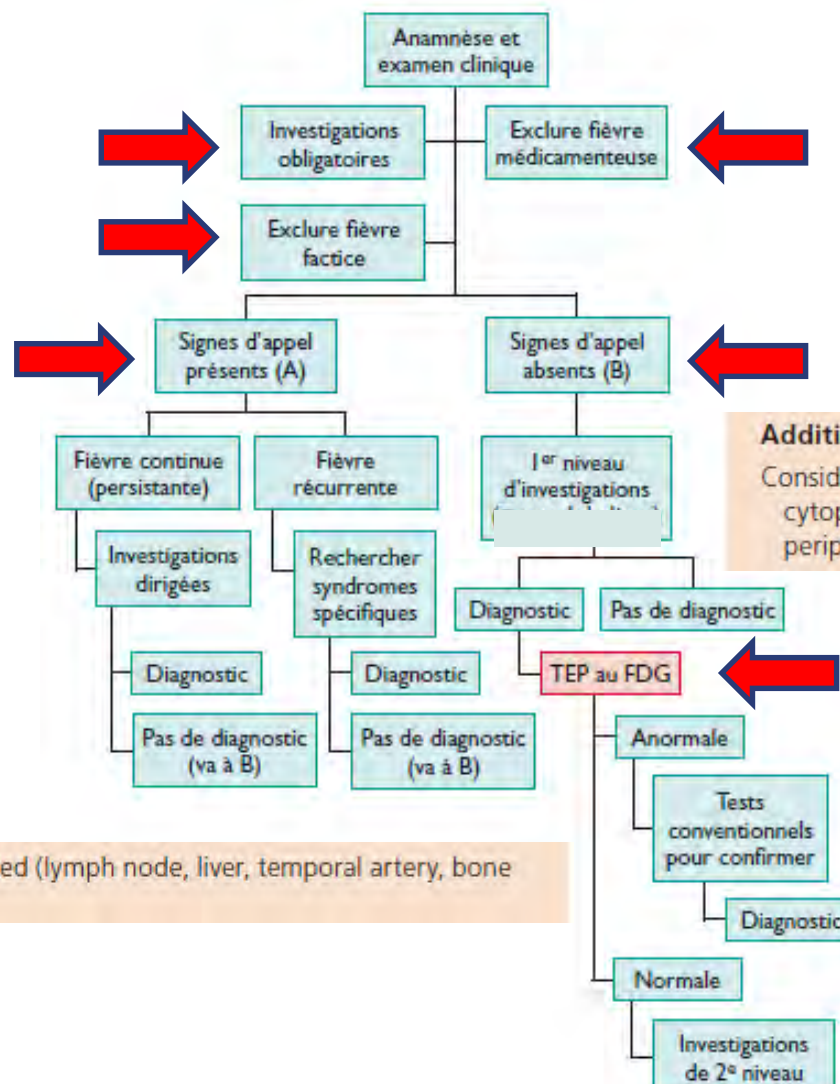 Anamnèse et
examen clinique
Investigations
obligatoires
Exclure fièvre
médicamenteuse
Exclure fièvre
factice
Signes d'appel
présents (A)
Signes d'appel
absents (B)
Fièvre continue
(persistante)
Fièvre
récurrente
1er niveau
d'investigations
Additi
Consid
cytop
perip
Investigations
dirigées
Rechercher
syndromes
spécifiques
Diagnostic
Pas de diagnostic
Diagnostic
Diagnostic
TEP au FDG
Pas de diagnostic
(va à B)
Pas de diagnostic
(va à B)
Anormale
Tests
conventionnels
pour confirmer
ed (lymph node, liver, temporal artery, bone
Diagnostic
Normale
Investigations
de 2e niveau